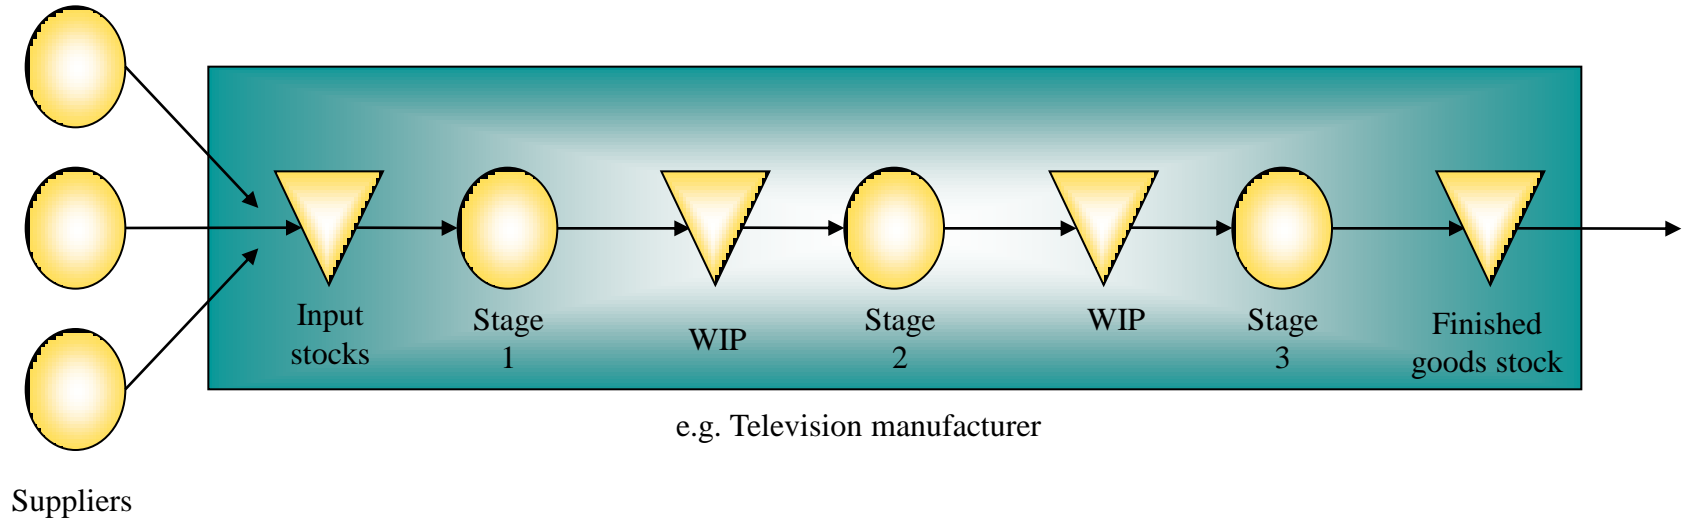 Input
stocks
Stage
1
WIP
Stage
2
WIP
Stage
3
Finished
goods stock
e.g. Television manufacturer
Suppliers